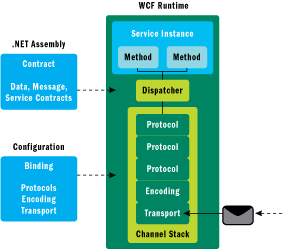 WCF Runtime
.NET Assembly
Contract
Data, Message,
Service Contracts
Service Instance
Method
Method
Dispatcher
Configuration
Binding
Protocols
Encoding
Transport
Protocol
Protocol
Protocol
Encoding
Transport
Channel Stack